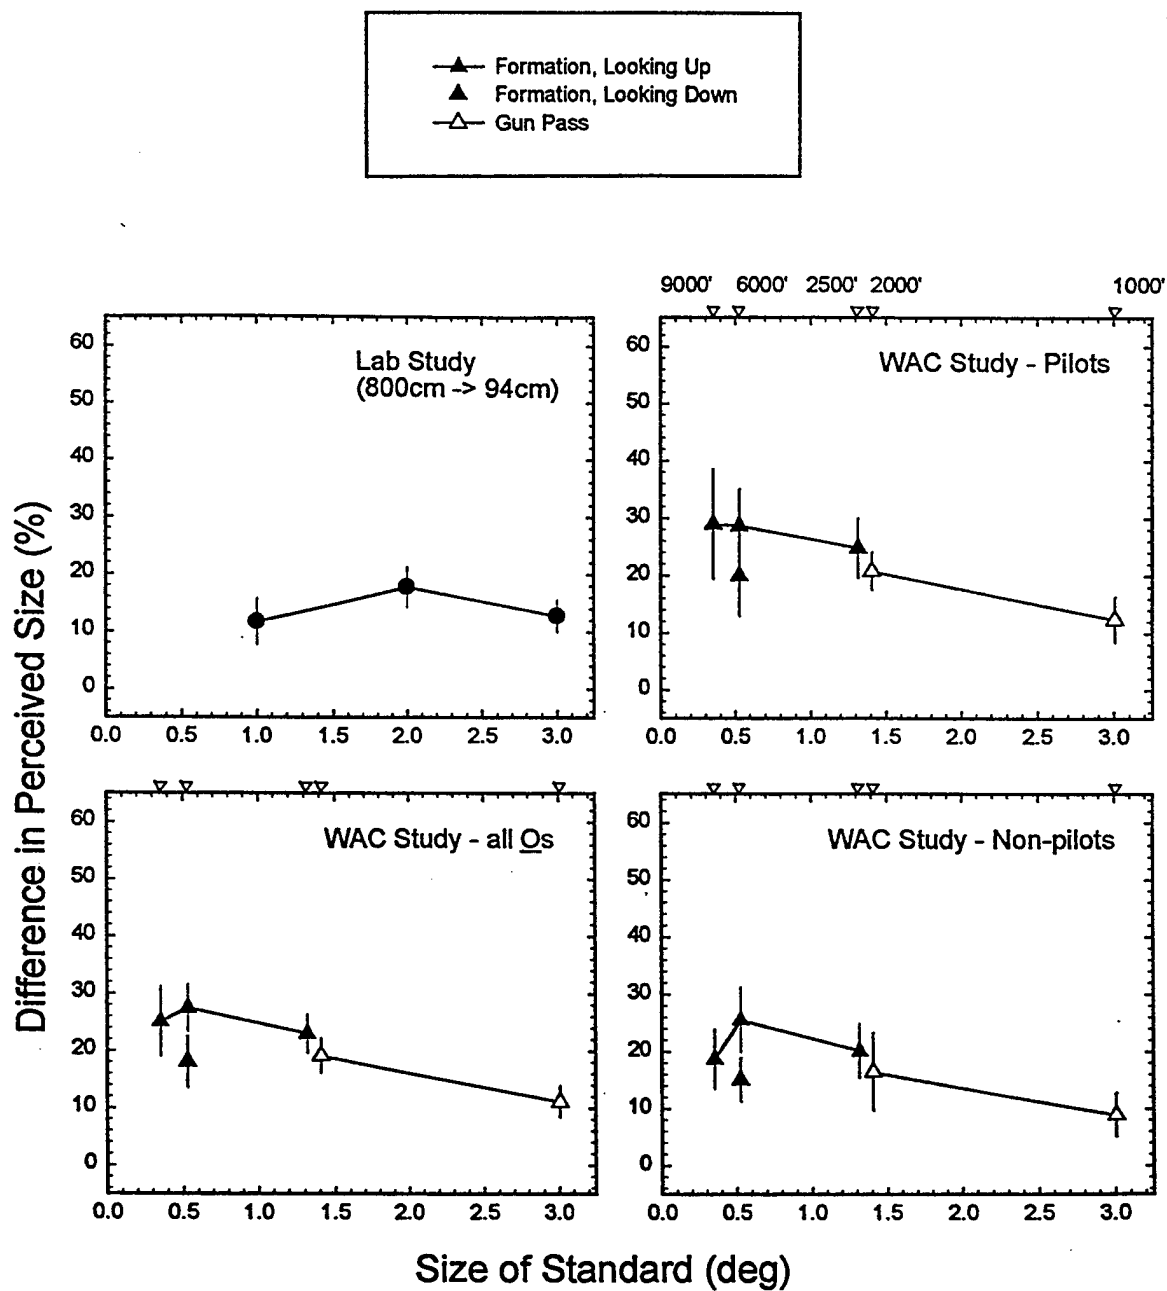 Formation, Looking Up
Formation, Looking Down
Gun Pass
9000' 6000' 2500' 2000' 1000'
Lab Study
(800cm -> 94cm)
60
50
40
30
20
10
0
0.0 0.5 1.0 1.5 2.0 2.5 3.0
WAC Study - Pilots
60
50
40
30
20
10
0
0.0 0.5 1.0 1.5 2.0 2.5 3.0
Difference in Perceived Size (%)
WAC Study - all Os
60
50
40
30
20
10
0
0.0 0.5 1.0 1.5 2.0 2.5 3.0
WAC Study - Non-pilots
60
50
40
30
20
10
0
0.0 0.5 1.0 1.5 2.0 2.5 3.0
Size of Standard (deg)